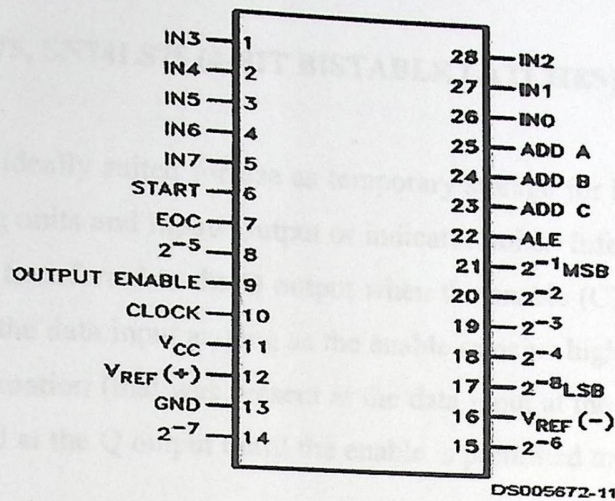 IN3 1
IN4 2
IN5 3
IN6 4
IN7 5
START 6
EOC 7
2-5 8
OUTPUT ENABLE 9
CLOCK 10
VCC 11
VREF (+) 12
GND 13
2-7 14
28 IN2
27 IN1
26 IN0
25 ADD A
24 ADD B
23 ADD C
22 ALE
21 2-1MSB
20 2-2
19 2-3
18 2-4
17 2-8LSB
16 VREF (-)
15 2-6
DS005672-11